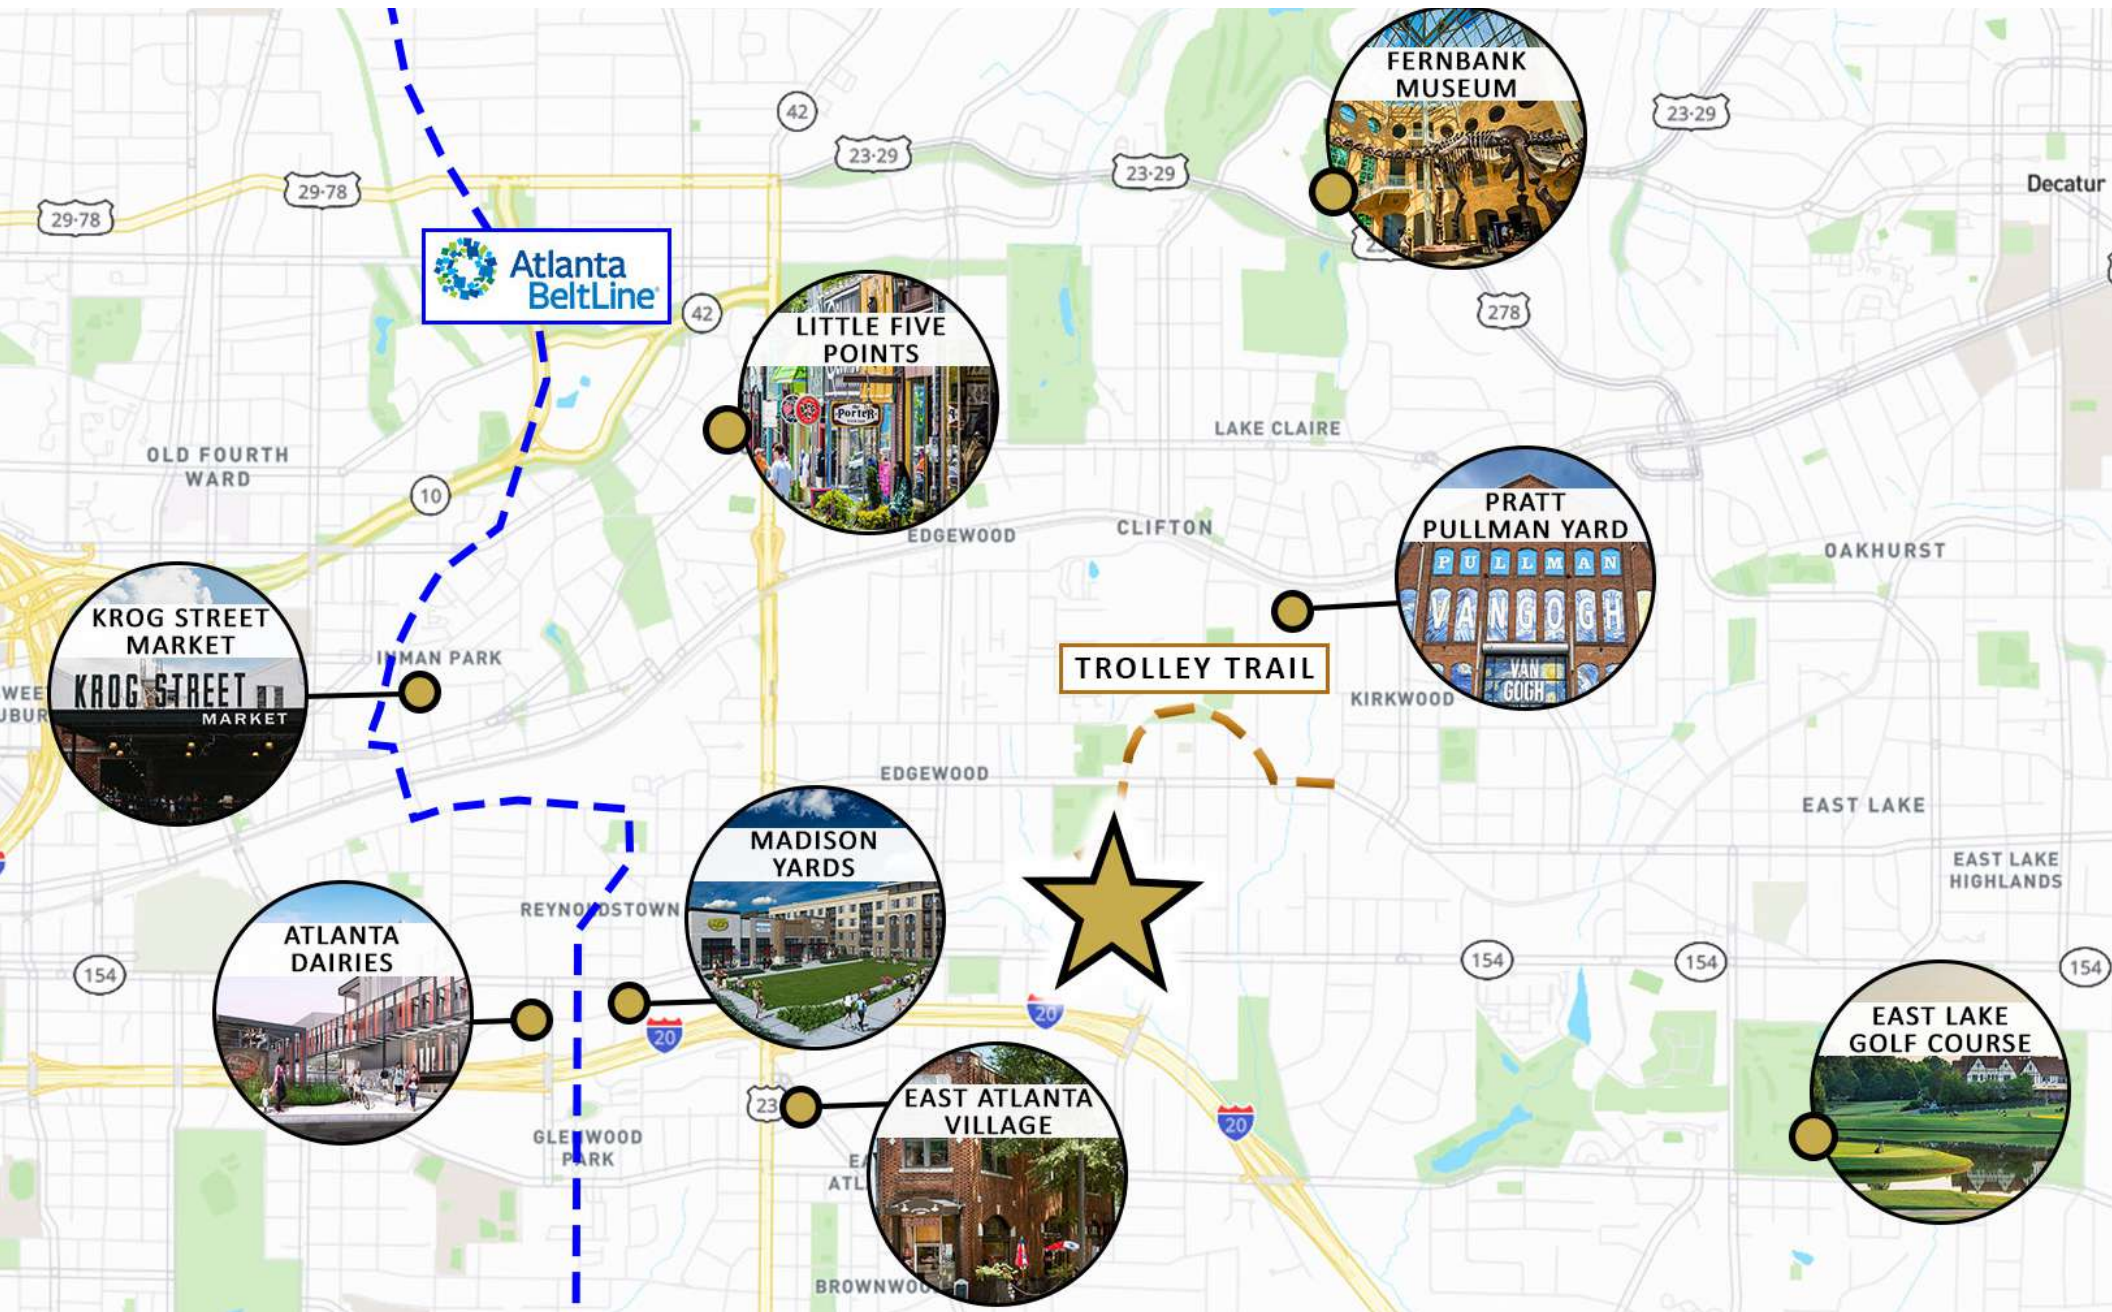 FERNBANK
MUSEUM
42
23·29
23·29
23·29
29·78
29·78
Decatur
Atlanta
BeltLine
42
278
LITTLE FIVE
POINTS
PorteR
LAKE CLAIRE
OLD FOURTH
WARD
10
EDGEWOOD
CLIFTON
PRATT
PULLMAN YARD
PULLMAN
VANGOGH
VAN
GOGH
OAKHURST
KROG STREET
MARKET
KROG STREET
MARKET
INMAN PARK
TROLLEY TRAIL
KIRKWOOD
EDGEWOOD
EAST LAKE
MADISON
YARDS
EAST LAKE
HIGHLANDS
REYNOLDSTOWN
ATLANTA
DAIRIES
154
154
154
154
20
20
EAST LAKE
GOLF COURSE
23
EAST ATLANTA
VILLAGE
20
GLENWOOD
PARK